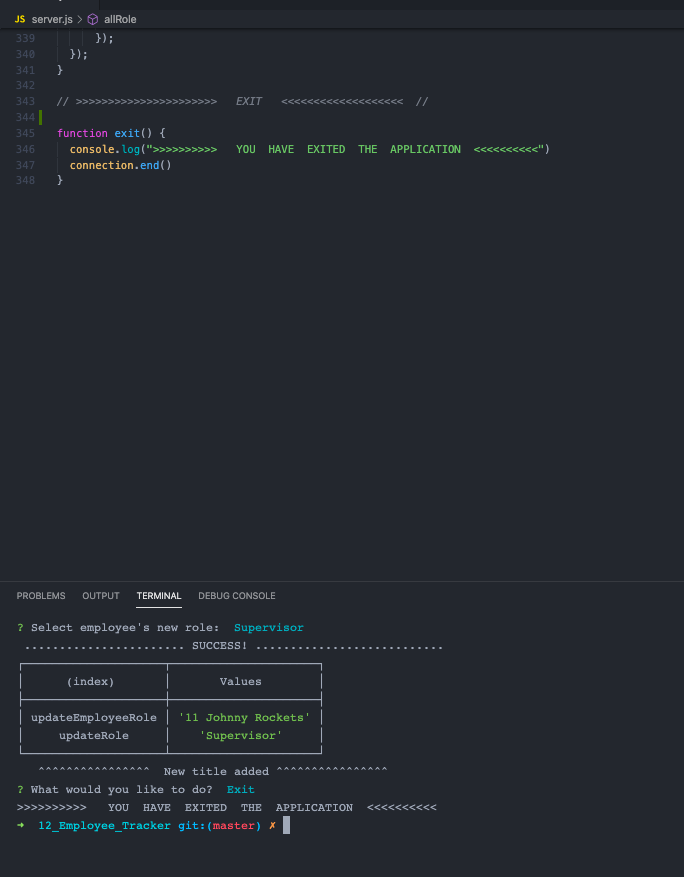 JS server.js > allRole
339 });
340 });
341 }
342
343 // >>>>>>>>>>>>>>>>>>>>>> EXIT <<<<<<<<<<<<<<<<<<< //
344
345 function exit() {
346 console.log(">>>>>>>>>> YOU HAVE EXITED THE APPLICATION <<<<<<<<<<")
347 connection.end()
348 }
PROBLEMS OUTPUT TERMINAL DEBUG CONSOLE
? Select employee's new role: Supervisor
....................... SUCCESS! ...........................
(index) Values
updateEmployeeRole '11 Johnny Rockets'
updateRole 'Supervisor'
^^^^^^^^^^^^^^^^ New title added ^^^^^^^^^^^^^^^^
? What would you like to do? Exit
>>>>>>>>>> YOU HAVE EXITED THE APPLICATION <<<<<<<<<<
➜ 12_Employee_Tracker git:(master) ✗